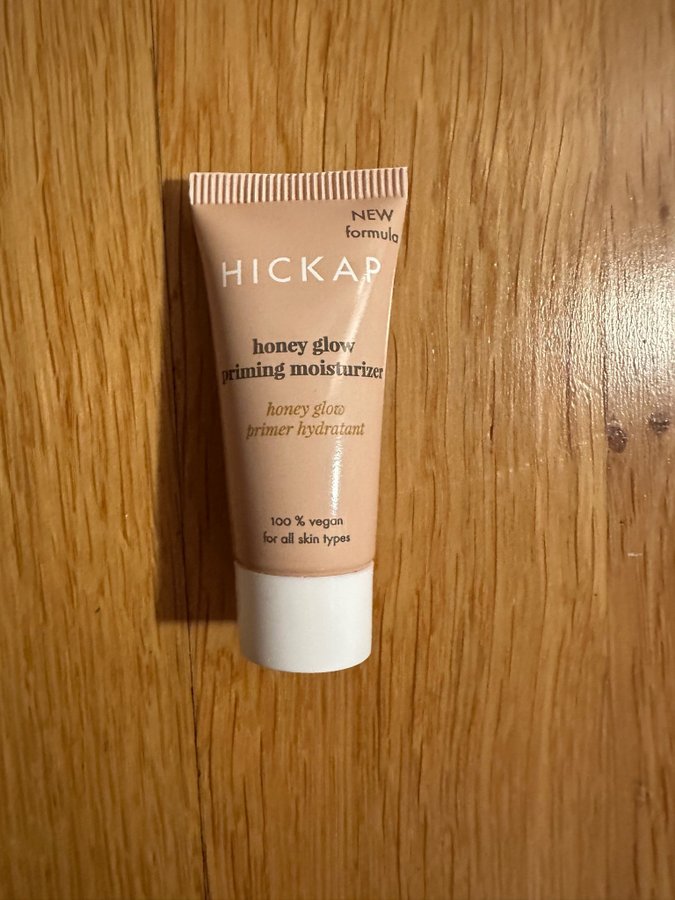 NEW
formula
HICKAP
honey glow
priming moisturizer
honey glow
primer hydratant
100 % vegan
for all skin types